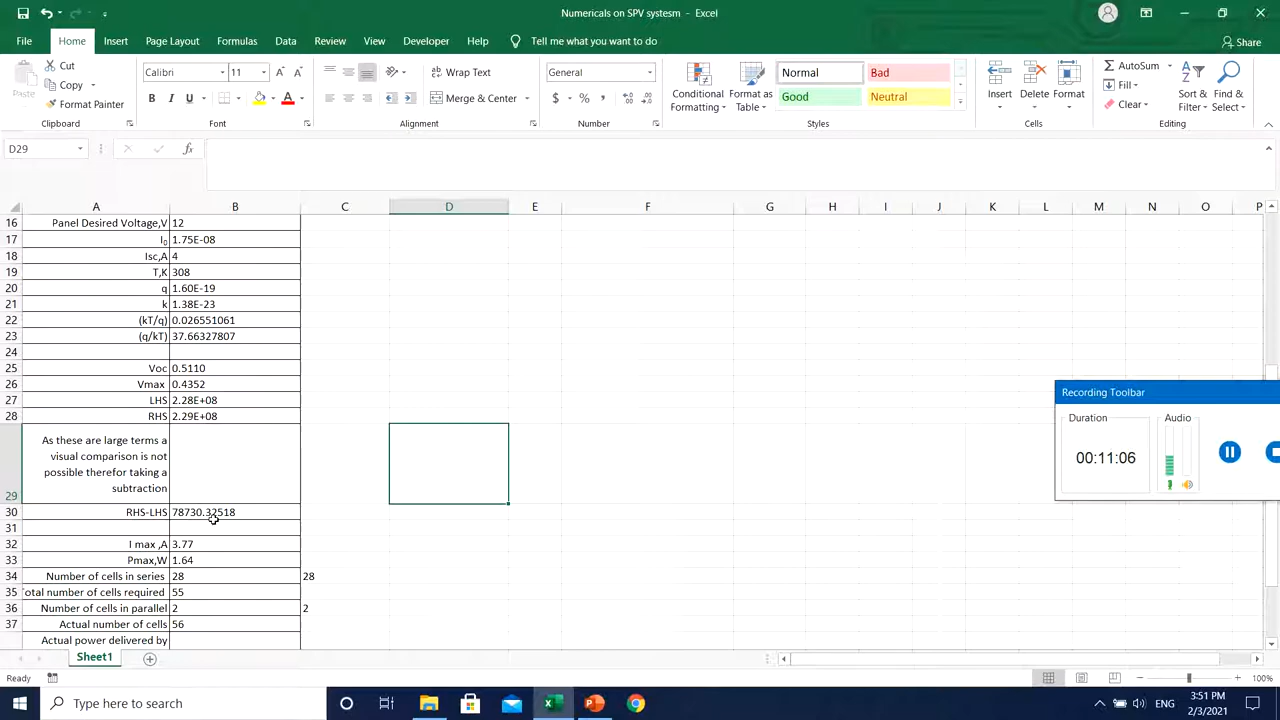 Numericals on SPV systesm - Excel
File Home Insert Page Layout Formulas Data Review View Developer Help Tell me what you want to do Share
Cut
Copy
Format Painter
Paste
Clipboard
Calibri 11
B I U
Font
Wrap Text
Merge & Center
Alignment
General
$ % ,
Number
Conditional Formatting
Format as Table
Normal Bad
Good Neutral
Styles
Insert Delete Format
Cells
AutoSum
Fill
Clear
Sort & Filter
Find & Select
Editing
D29 fx
A B C D E F G H I J K L M N O P
16 Panel Desired Voltage,V 12
17 I0 1.75E-08
18 Isc,A 4
19 T,K 308
20 q 1.60E-19
21 k 1.38E-23
22 (kT/q) 0.026551061
23 (q/kT) 37.66327807
24
25 Voc 0.5110
26 Vmax 0.4352
27 LHS 2.28E+08
28 RHS 2.29E+08
As these are large terms a
visual comparison is not
possible therefor taking a
29 subtraction
30 RHS-LHS 78730.32518
31
32 I max ,A 3.77
33 Pmax,W 1.64
34 Number of cells in series 28 28
35 otal number of cells required 55
36 Number of cells in parallel 2 2
37 Actual number of cells 56
Actual power delivered by
Recording Toolbar
Duration Audio
00:11:06
Sheet1
Ready 100%
Type here to search
ENG
3:51 PM
2/3/2021